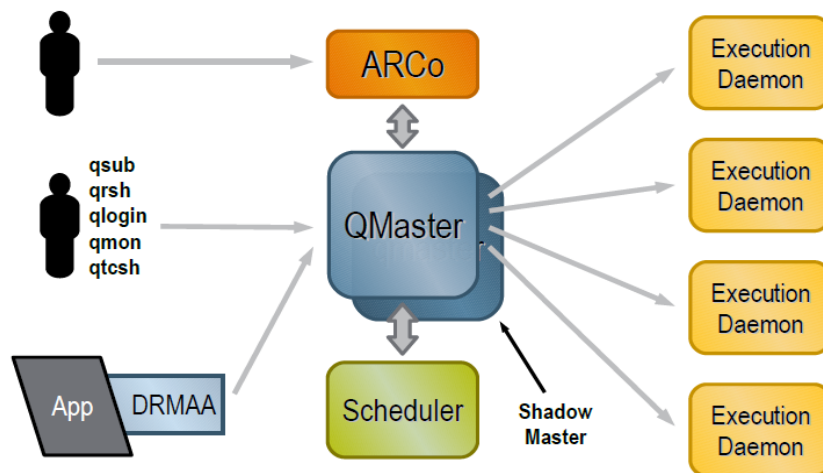 ARCo
Execution
Daemon
qsub
qrsh
qlogin
qmon
qtcsh
QMaster
Execution
Daemon
Execution
Daemon
App
DRMAA
Scheduler
Shadow
Master
Execution
Daemon